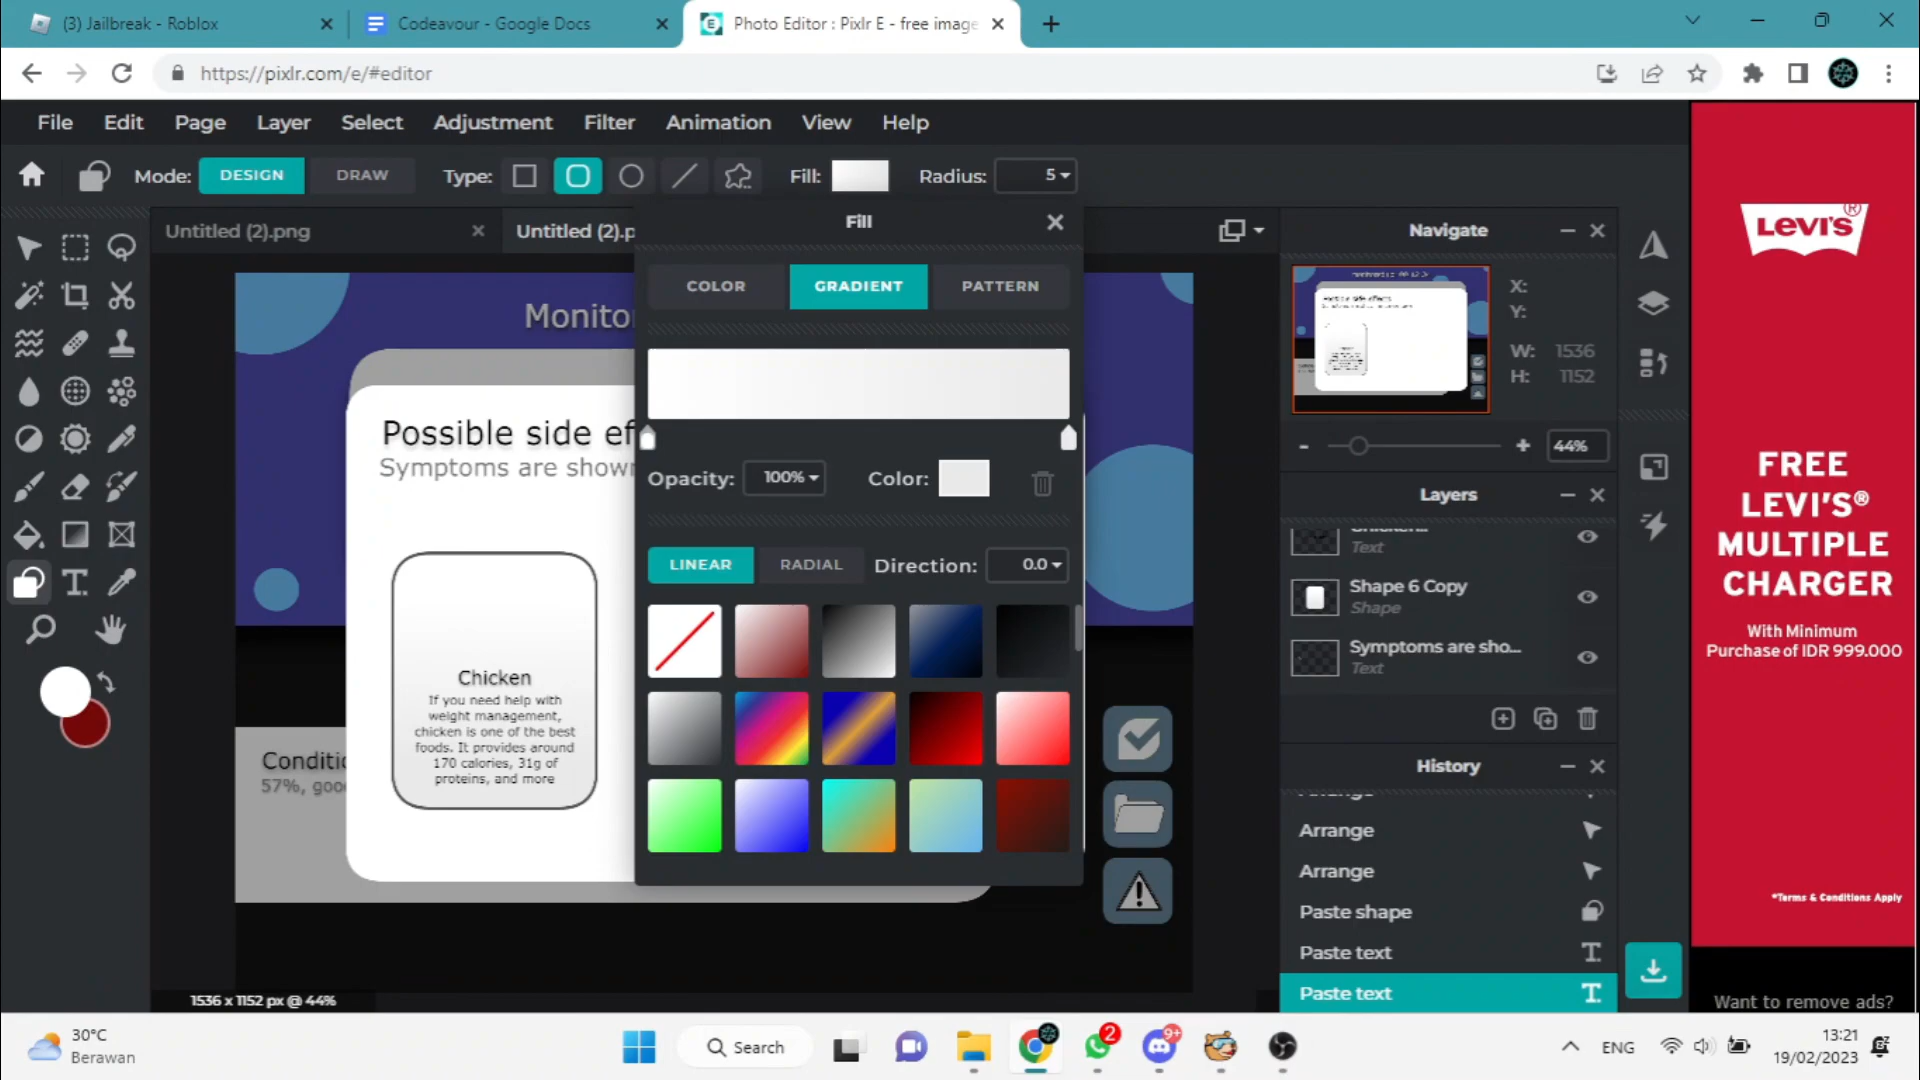 (3) Jailbreak - Roblox
Codeavour - Google Docs
Photo Editor : Pixlr E - free image
https://pixlr.com/e/#editor
File Edit Page Layer Select Adjustment Filter Animation View Help
Mode: DESIGN DRAW Type: Fill: Radius: 5
Untitled (2).png
Untitled (2).p
Fill
COLOR GRADIENT PATTERN
Opacity: 100% Color:
LINEAR RADIAL Direction: 0.0
Monitor
Possible side ef
Symptoms are shown
Chicken
If you need help with
weight management,
chicken is one of the best
foods. It provides around
170 calories, 31g of
proteins, and more
Conditio
57%, good
1536 x 1152 px @ 44%
Navigate
X:
Y:
W: 1536
H: 1152
- + 44%
Layers
Text
Shape 6 Copy
Shape
Symptoms are sho...
Text
History
Arrange
Arrange
Paste shape
Paste text
Paste text
LEVI'S®
FREE
LEVI'S®
MULTIPLE
CHARGER
With Minimum
Purchase of IDR 999.000
*Terms & Conditions Apply
Want to remove ads?
30°C
Berawan
Search
2
9+
ENG
13:21
19/02/2023